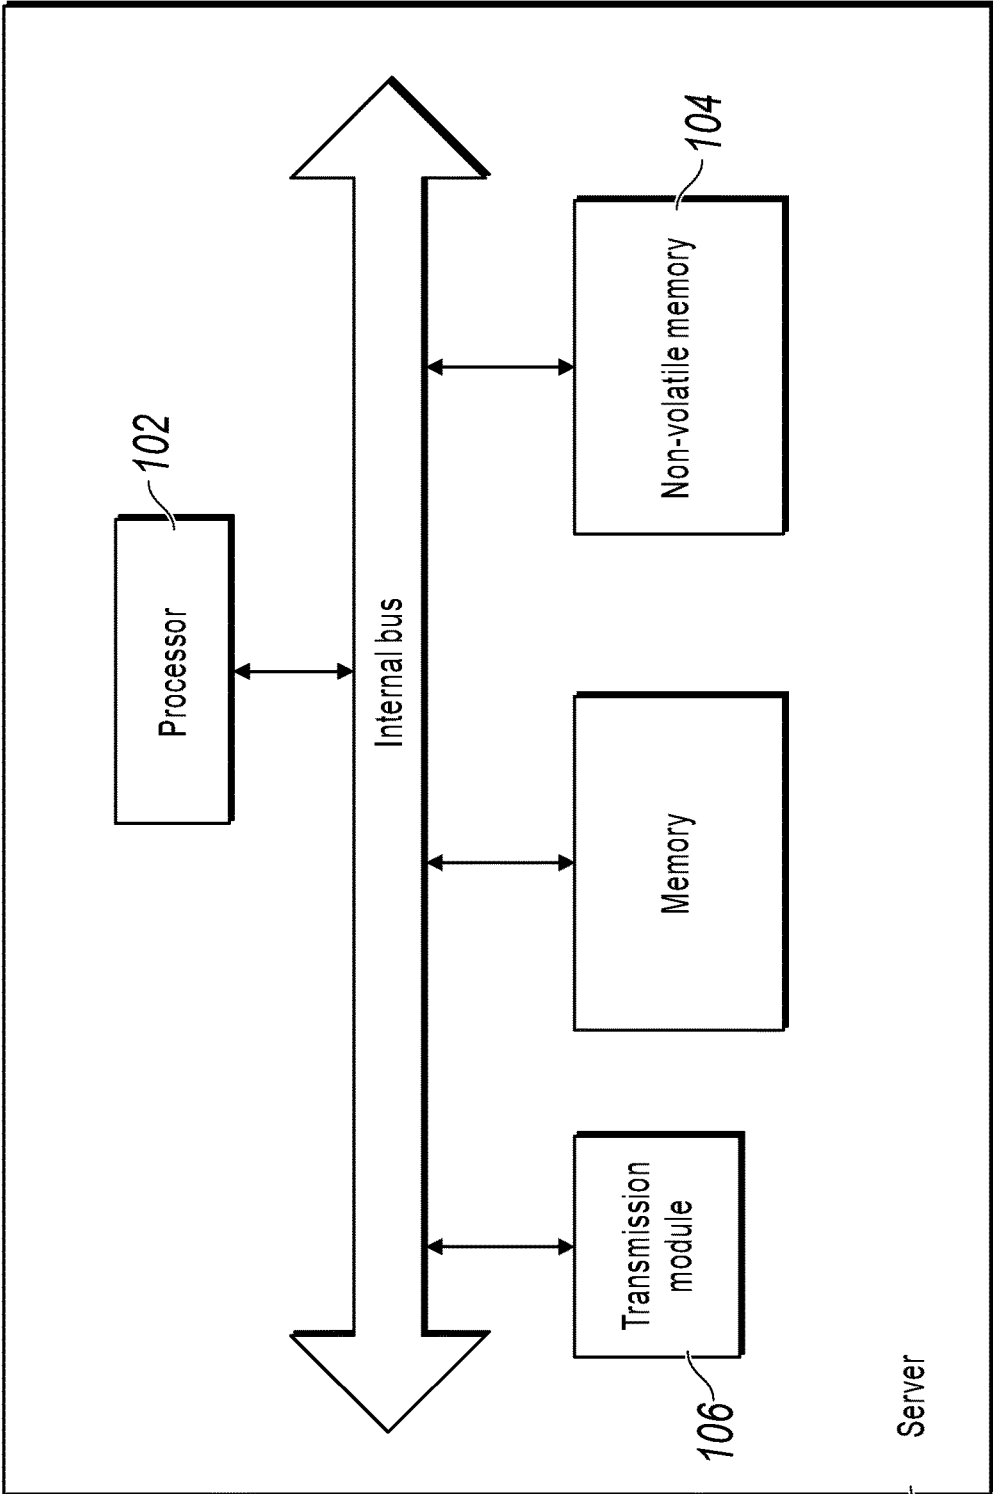 102
Processor
Internal bus
106
Transmission
module
Memory
Non-volatile memory
104
Server